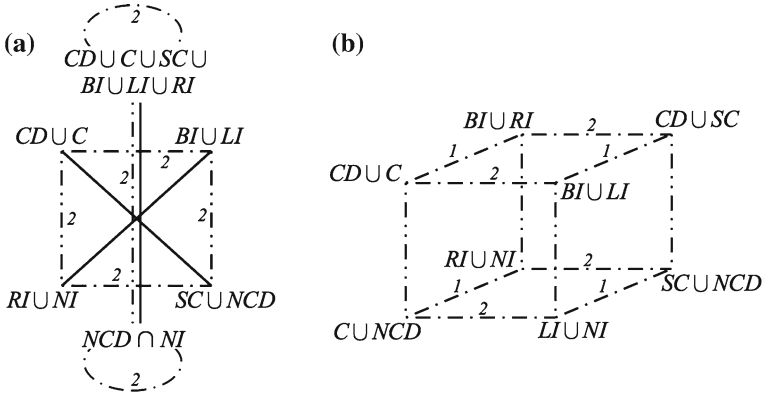 2
(a)
CD∪C∪SC∪
BI∪LI∪RI
CD∪C
BI∪LI
2
2
2
2
2
RI∪NI
SC∪NCD
NCD∩NI
2
(b)
BI∪RI
2
CD∪SC
1
1
CD∪C
2
BI∪LI
RI∪NI
2
SC∪NCD
1
1
C∪NCD
2
LI∪NI